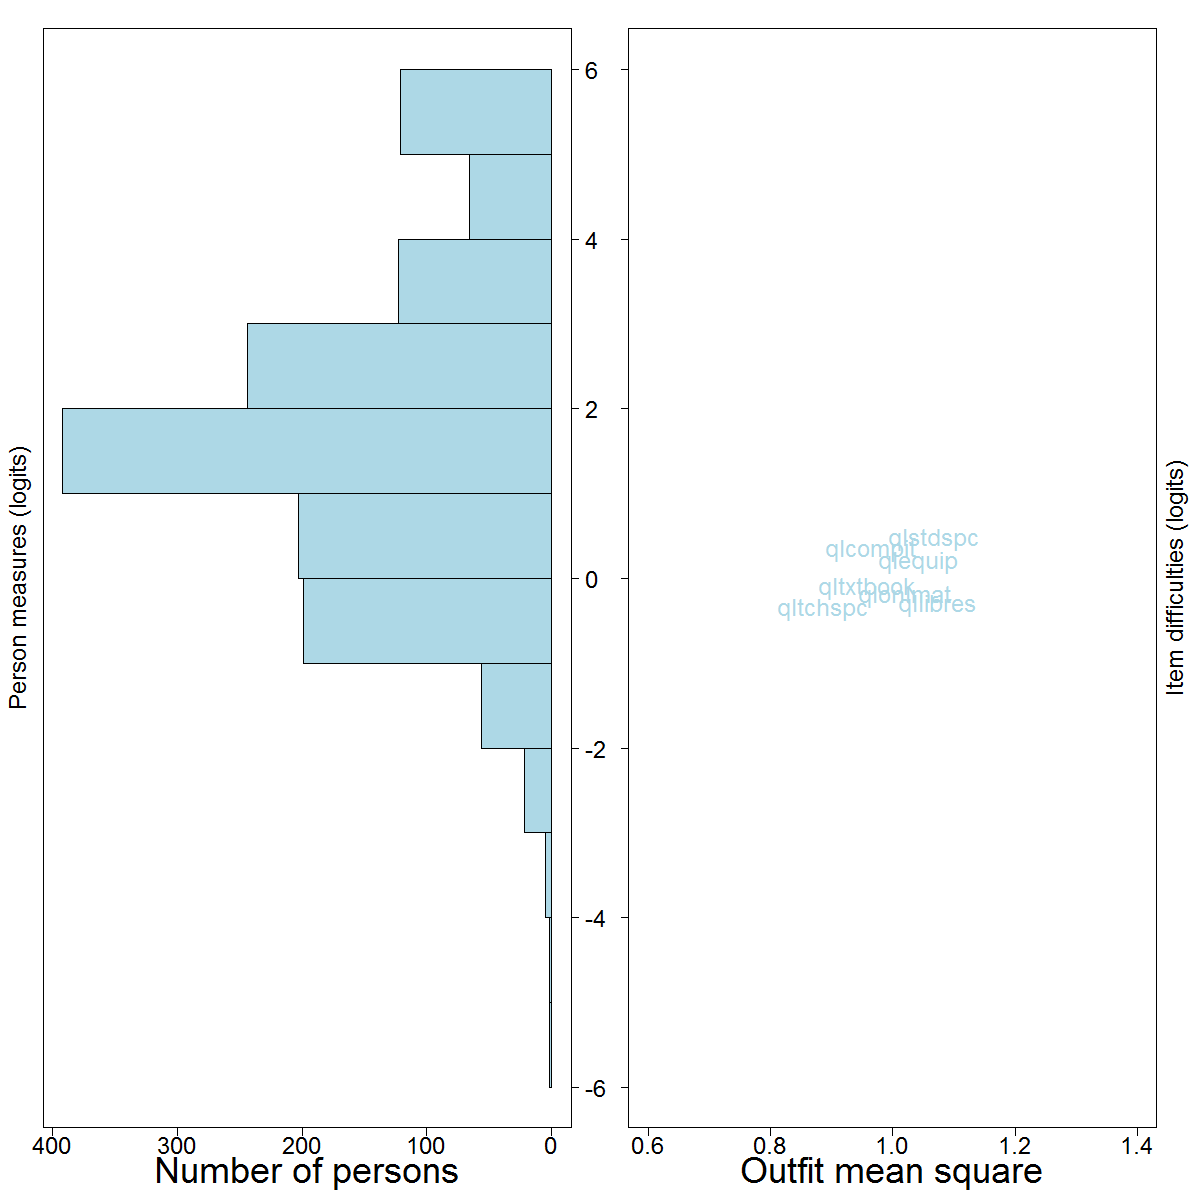 Person measures (logits)
6
4
2
0
-2
-4
-6
400 300 200 100 0
Number of persons
qlstdspc
qlcompit
qlequip
qltxtbook
qltchspc
qllibres
0.6 0.8 1.0 1.2 1.4
Outfit mean square
Item difficulties (logits)